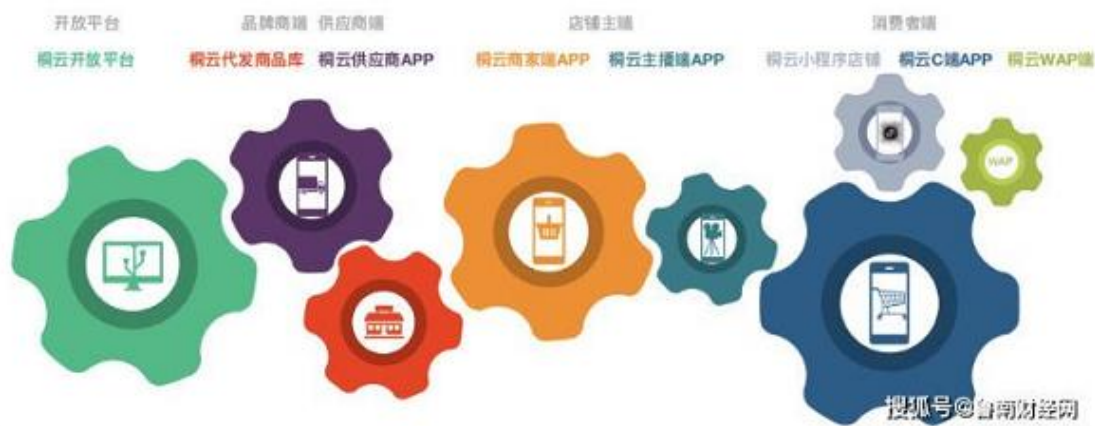 开放平台 品牌商端 供应商端 店铺主端 消费者端
桐云开放平台 桐云代发商品库 桐云供应商APP 桐云商家端APP 桐云主播端APP 桐云小程序店铺 桐云C端APP 桐云WAP端
WAP
搜狐号@鲁南财经网